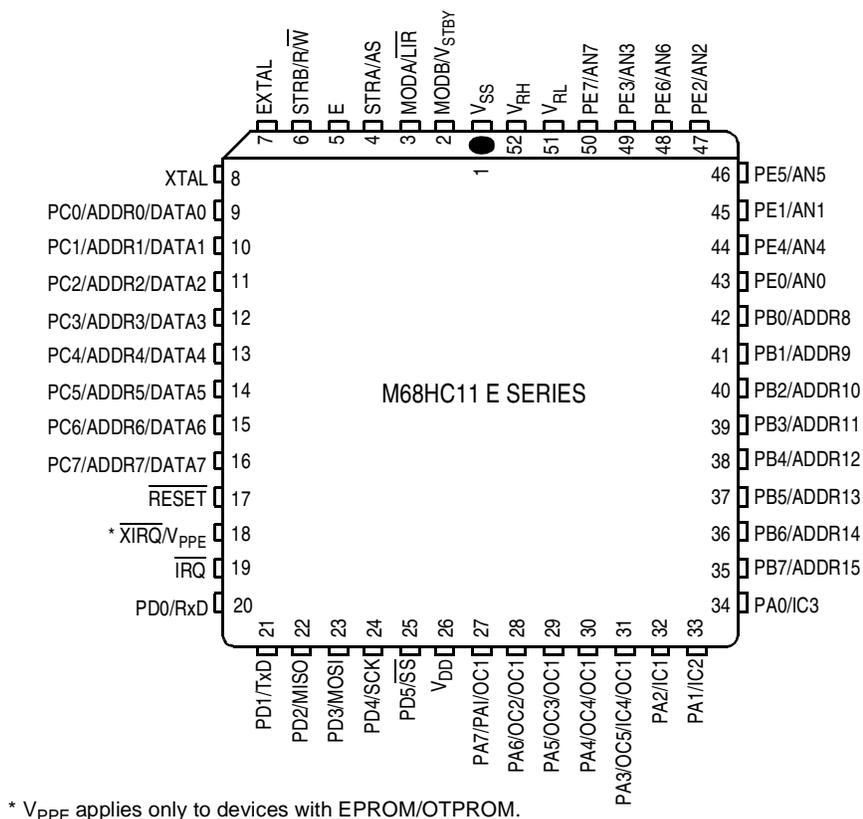 EXTAL
STRB/R/W
E
STRA/AS
MODA/LIR
MODB/VSTBY
VSS
VRH
VRL
PE7/AN7
PE3/AN3
PE6/AN6
PE2/AN2
7
6
5
4
3
2
1
52
51
50
49
48
47
XTAL 8
PC0/ADDR0/DATA0 9
PC1/ADDR1/DATA1 10
PC2/ADDR2/DATA2 11
PC3/ADDR3/DATA3 12
PC4/ADDR4/DATA4 13
PC5/ADDR5/DATA5 14
PC6/ADDR6/DATA6 15
PC7/ADDR7/DATA7 16
RESET 17
* XIRQ/VPPE 18
IRQ 19
PD0/RxD 20
M68HC11 E SERIES
46 PE5/AN5
45 PE1/AN1
44 PE4/AN4
43 PE0/AN0
42 PB0/ADDR8
41 PB1/ADDR9
40 PB2/ADDR10
39 PB3/ADDR11
38 PB4/ADDR12
37 PB5/ADDR13
36 PB6/ADDR14
35 PB7/ADDR15
34 PA0/IC3
21
22
23
24
25
26
27
28
29
30
31
32
33
PD1/TxD
PD2/MISO
PD3/MOSI
PD4/SCK
PD5/SS
VDD
PA7/PAI/OC1
PA6/OC2/OC1
PA5/OC3/OC1
PA4/OC4/OC1
PA3/OC5/IC4/OC1
PA2/IC1
PA1/IC2
* VPPE applies only to devices with EPROM/OTPROM.